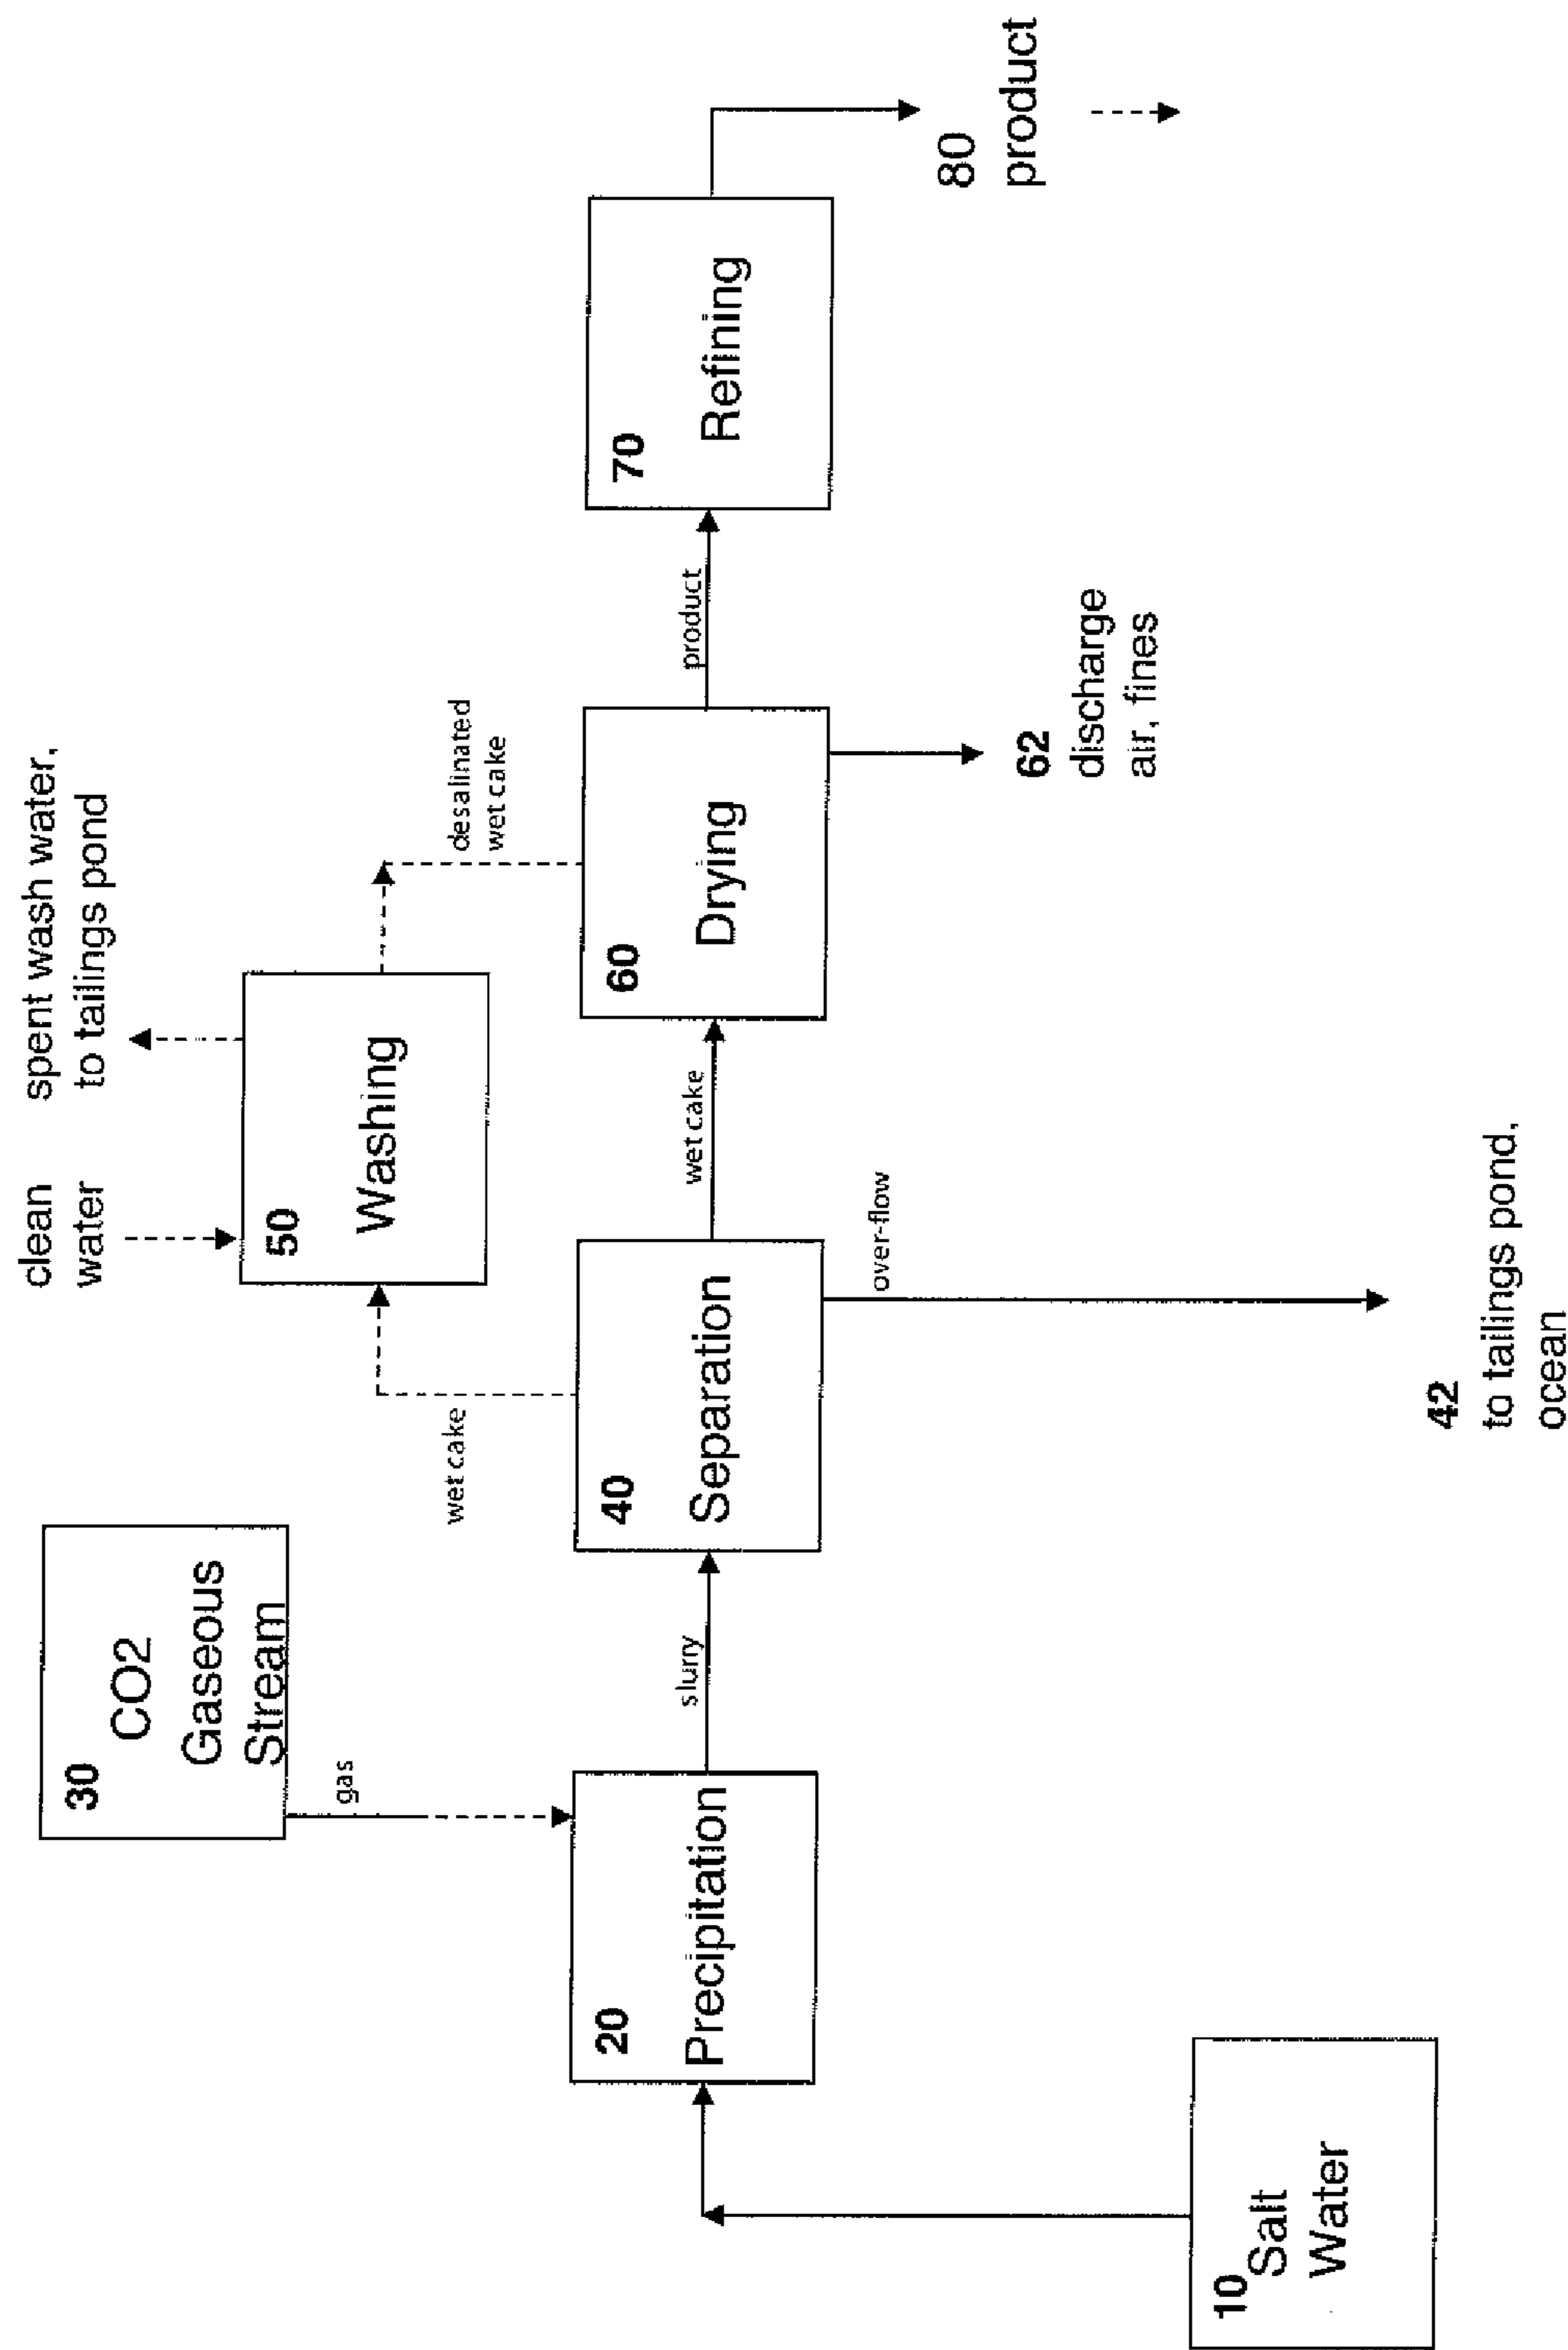 30
CO2
Gaseous
Stream
gas
clean
water
spent wash water,
to tailings pond
50
Washing
wet cake
desalinated
wet cake
20
Precipitation
slurry
40
Separation
wet cake
60
Drying
product
70
Refining
80
product
10
Salt
Water
over-flow
42
to tailings pond,
ocean
62
discharge
air, fines